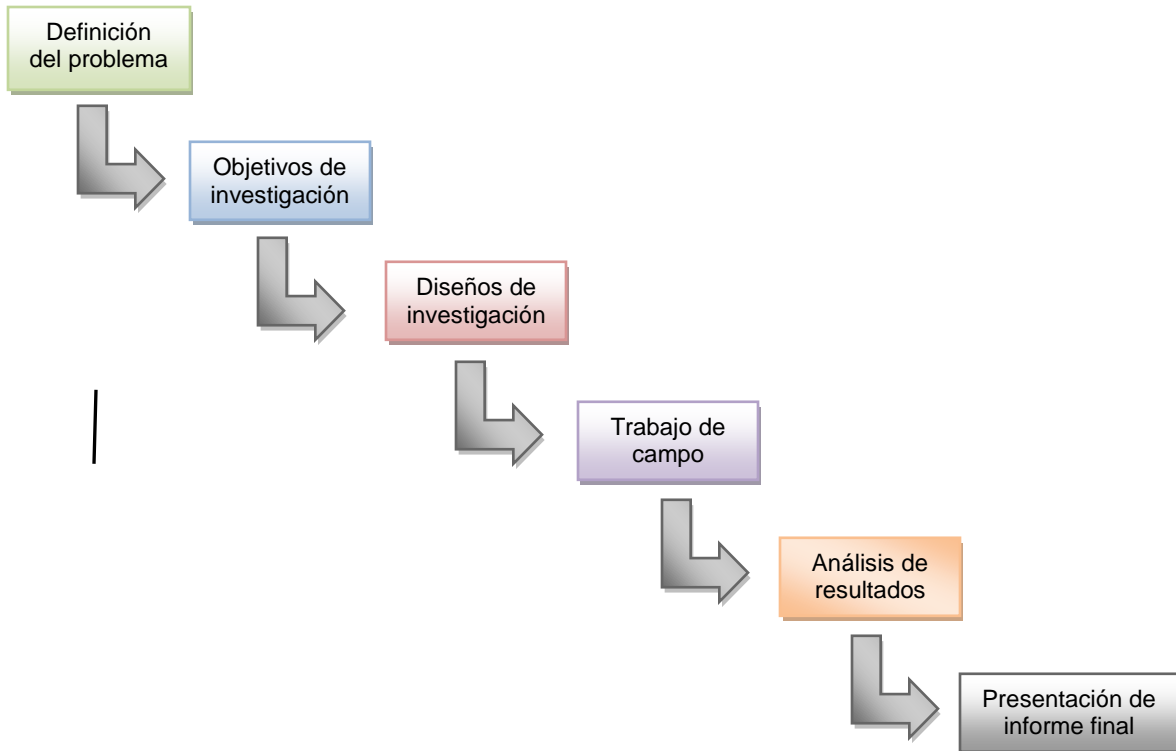 Definición
del problema
Objetivos de
investigación
Diseños de
investigación
Trabajo de
campo
Análisis de
resultados
Presentación de
informe final